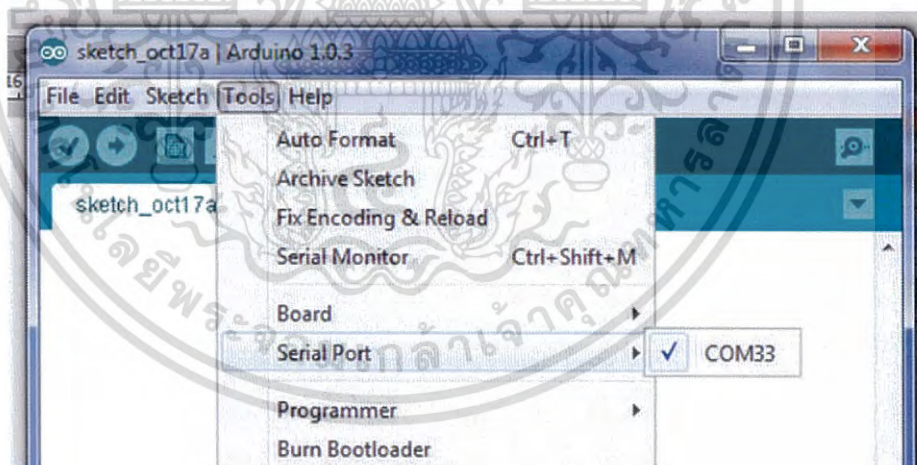 sketch_oct17a | Arduino 1.0.3
File Edit Sketch Tools Help
Auto Format Ctrl+T
Archive Sketch
sketch_oct17a
Fix Encoding & Reload
Serial Monitor Ctrl+Shift+M
Board
Serial Port
COM33
Programmer
Burn Bootloader